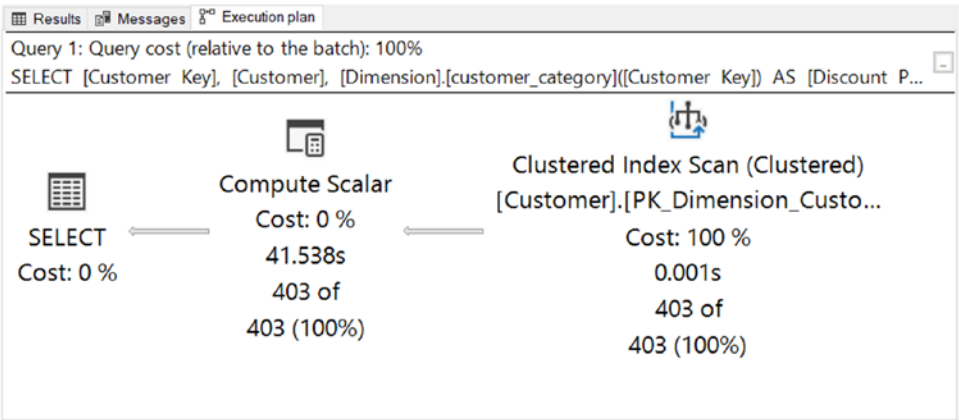 Results Messages Execution plan
Query 1: Query cost (relative to the batch): 100%
SELECT [Customer Key], [Customer], [Dimension].[customer_category]([Customer Key]) AS [Discount P...
Clustered Index Scan (Clustered)
[Customer].[PK_Dimension_Custo...
Cost: 100 %
0.001s
403 of
403 (100%)
Compute Scalar
Cost: 0 %
41.538s
403 of
403 (100%)
SELECT
Cost: 0 %